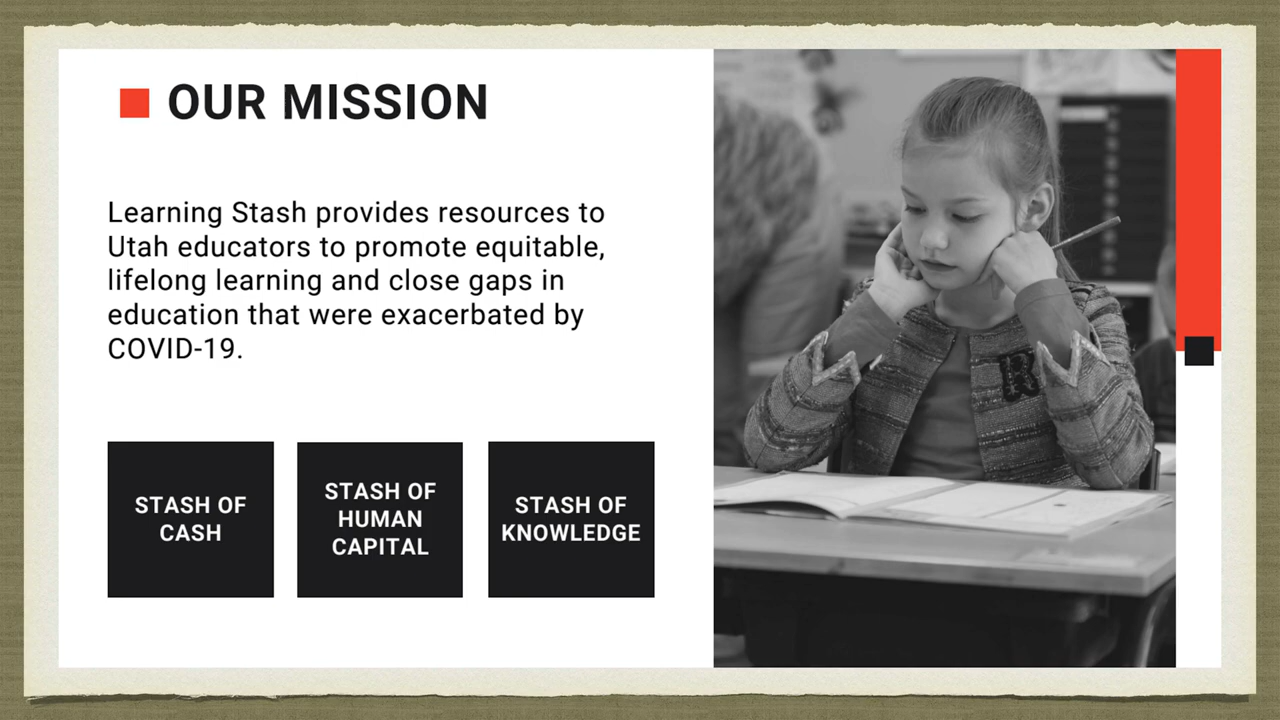 OUR MISSION
Learning Stash provides resources to
Utah educators to promote equitable,
lifelong learning and close gaps in
education that were exacerbated by
COVID-19.
STASH OF
CASH
STASH OF
HUMAN
CAPITAL
STASH OF
KNOWLEDGE
R